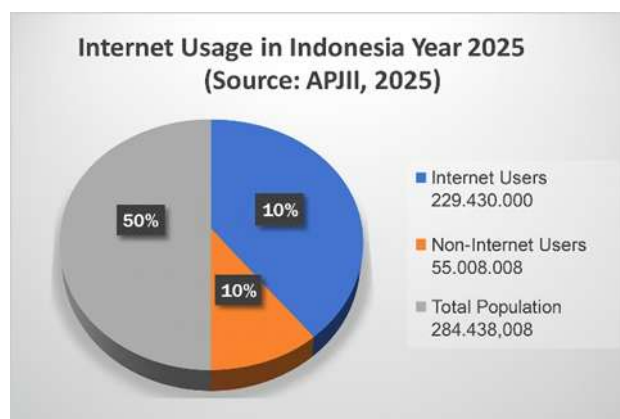 Internet Usage in Indonesia Year 2025
(Source: APJIl, 2025)
50%
10%
10%
Internet Users
229.430.000
Non-Internet Users
55.008.008
Total Population
284.438,008